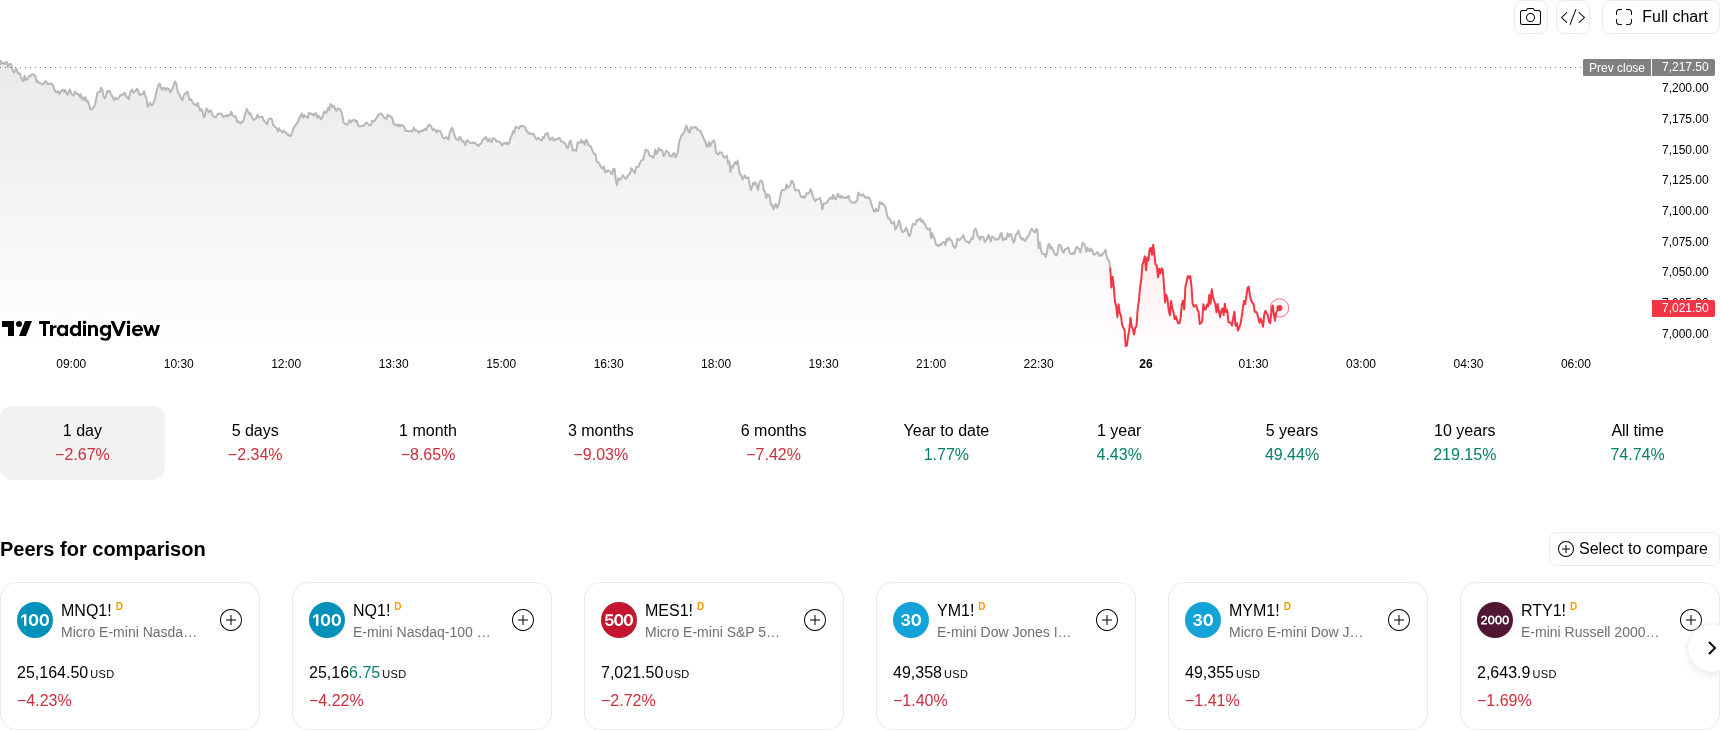 Full chart
Prev close 7,217.50
7,200.00
7,175.00
7,150.00
7,125.00
7,100.00
7,075.00
7,050.00
7,021.50
7,000.00
TradingView
09:00 10:30 12:00 13:30 15:00 16:30 18:00 19:30 21:00 22:30 26 01:30 03:00 04:30 06:00
1 day 5 days 1 month 3 months 6 months Year to date 1 year 5 years 10 years All time
−2.67% −2.34% −8.65% −9.03% −7.42% 1.77% 4.43% 49.44% 219.15% 74.74%
Peers for comparison
Select to compare
100 MNQ1! D
Micro E-mini Nasda…
25,164.50 USD
−4.23%
100 NQ1! D
E-mini Nasdaq-100 …
25,166.75 USD
−4.22%
500 MES1! D
Micro E-mini S&P 5…
7,021.50 USD
−2.72%
30 YM1! D
E-mini Dow Jones I…
49,358 USD
−1.40%
30 MYM1! D
Micro E-mini Dow J…
49,355 USD
−1.41%
2000 RTY1! D
E-mini Russell 2000…
2,643.9 USD
−1.69%